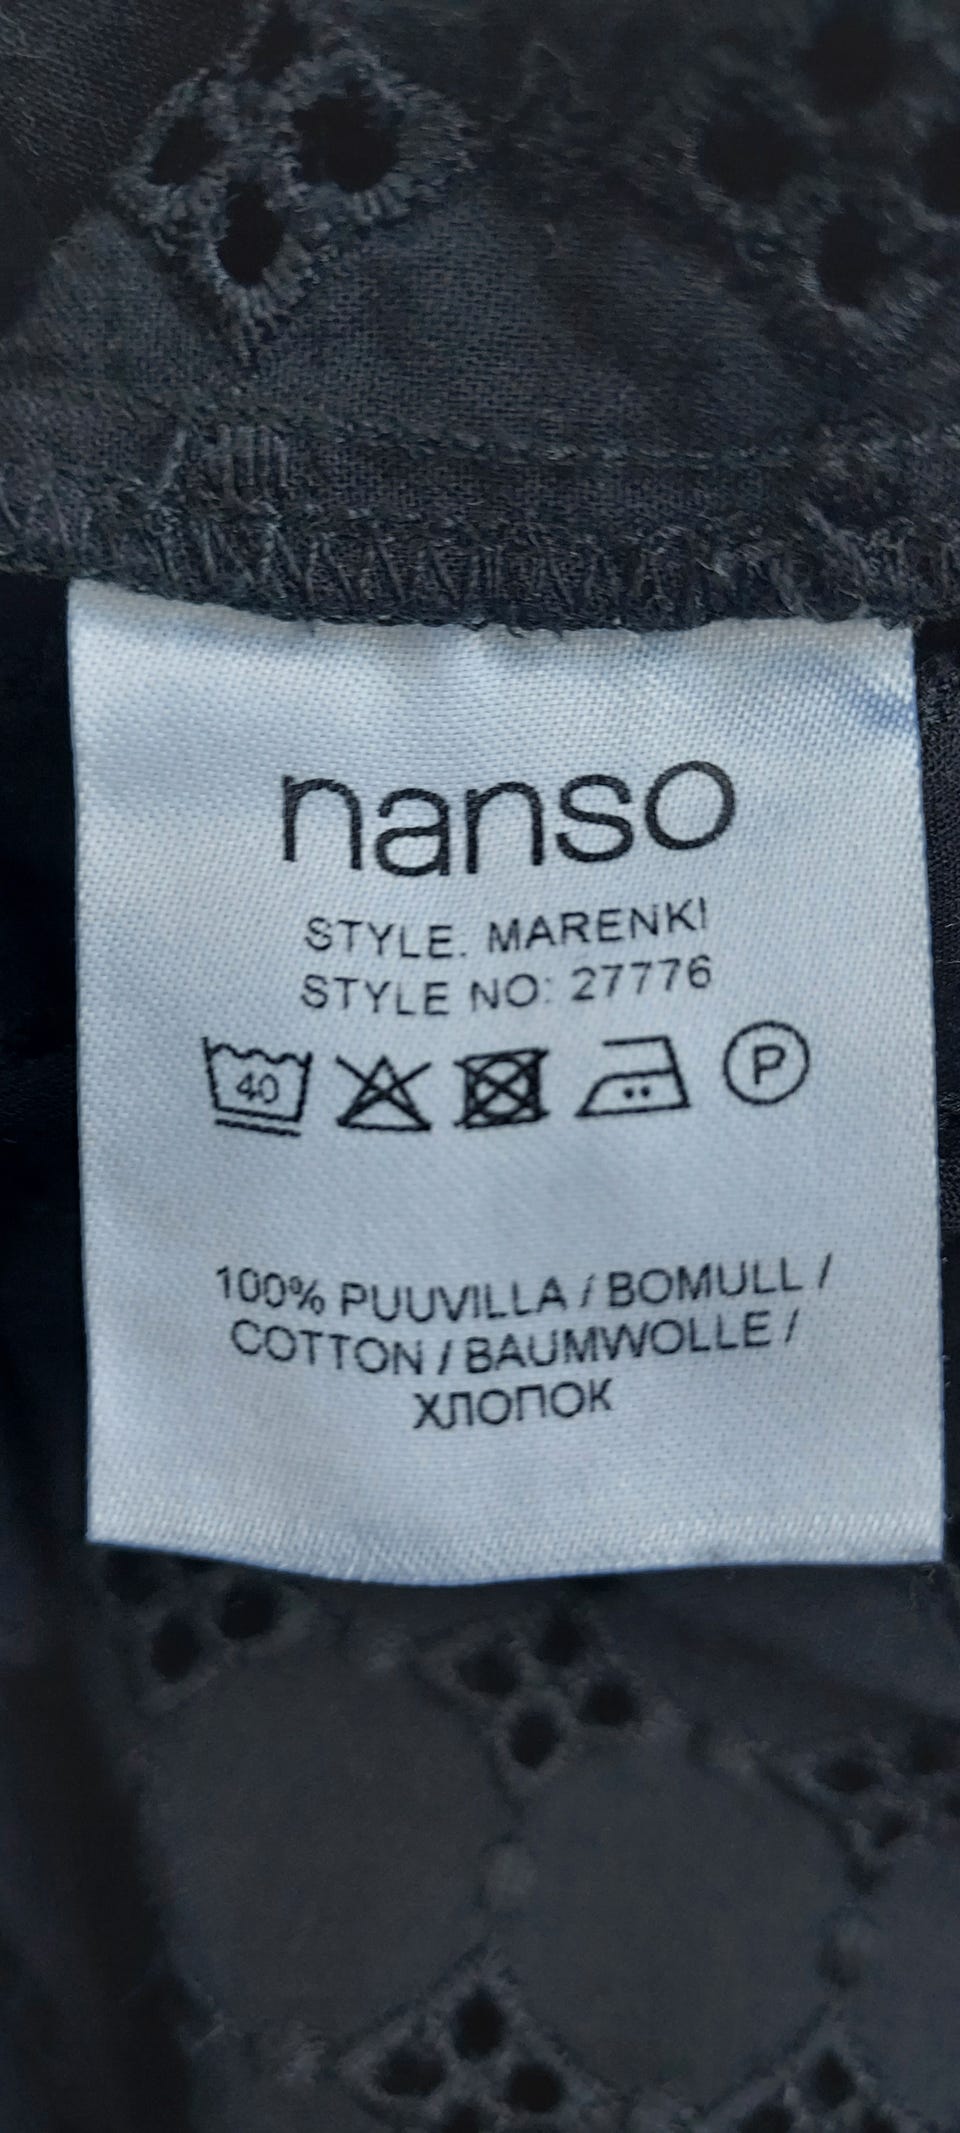 nanso
STYLE. MARENKI
STYLE NO: 27776
40 P
100% PUUVILLA / BOMULL /
COTTON / BAUMWOLLE /
ХЛОПОК